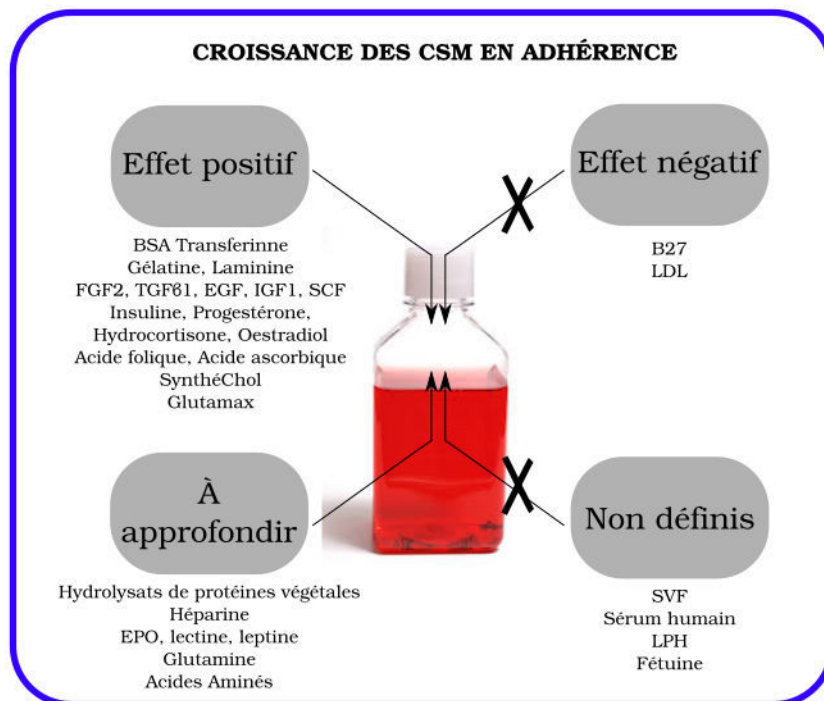 CROISSANCE DES CSM EN ADHÉRENCE
Effet positif
BSA Transferinne
Gélatine, Laminine
FGF2, TGFß1, EGF, IGF1, SCF
Insuline, Progestérone,
Hydrocortisone, Oestradiol
Acide folique, Acide ascorbique
SynthéChol
Glutamax
Effet négatif
B27
LDL
À
approfondir
Hydrolysats de protéines végétales
Héparine
EPO, lectine, leptine
Glutamine
Acides Aminés
Non définis
SVF
Sérum humain
LPH
Fétuine